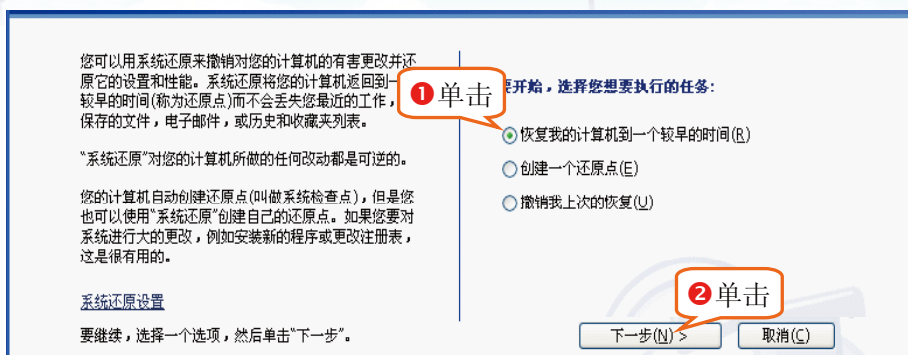 您可以用系统还原来撤销对您的计算机的有害更改并还
原它的设置和性能。系统还原将您的计算机返回到一
较早的时间(称为还原点)而不会丢失您最近的工作，
保存的文件，电子邮件，或历史和收藏夹列表。
“系统还原”对您的计算机所做的任何改动都是可逆的。
您的计算机自动创建还原点(叫做系统检查点)，但是您
也可以使用“系统还原”创建自己的还原点。如果您要对
系统进行大的更改，例如安装新的程序或更改注册表，
这是很有用的。
系统还原设置
要继续，选择一个选项，然后单击“下一步”。
❶单击
开始，选择您想要执行的任务:
恢复我的计算机到一个较早的时间(R)
创建一个还原点(E)
撤销我上次的恢复(U)
❷单击
下一步(N) >
取消(C)